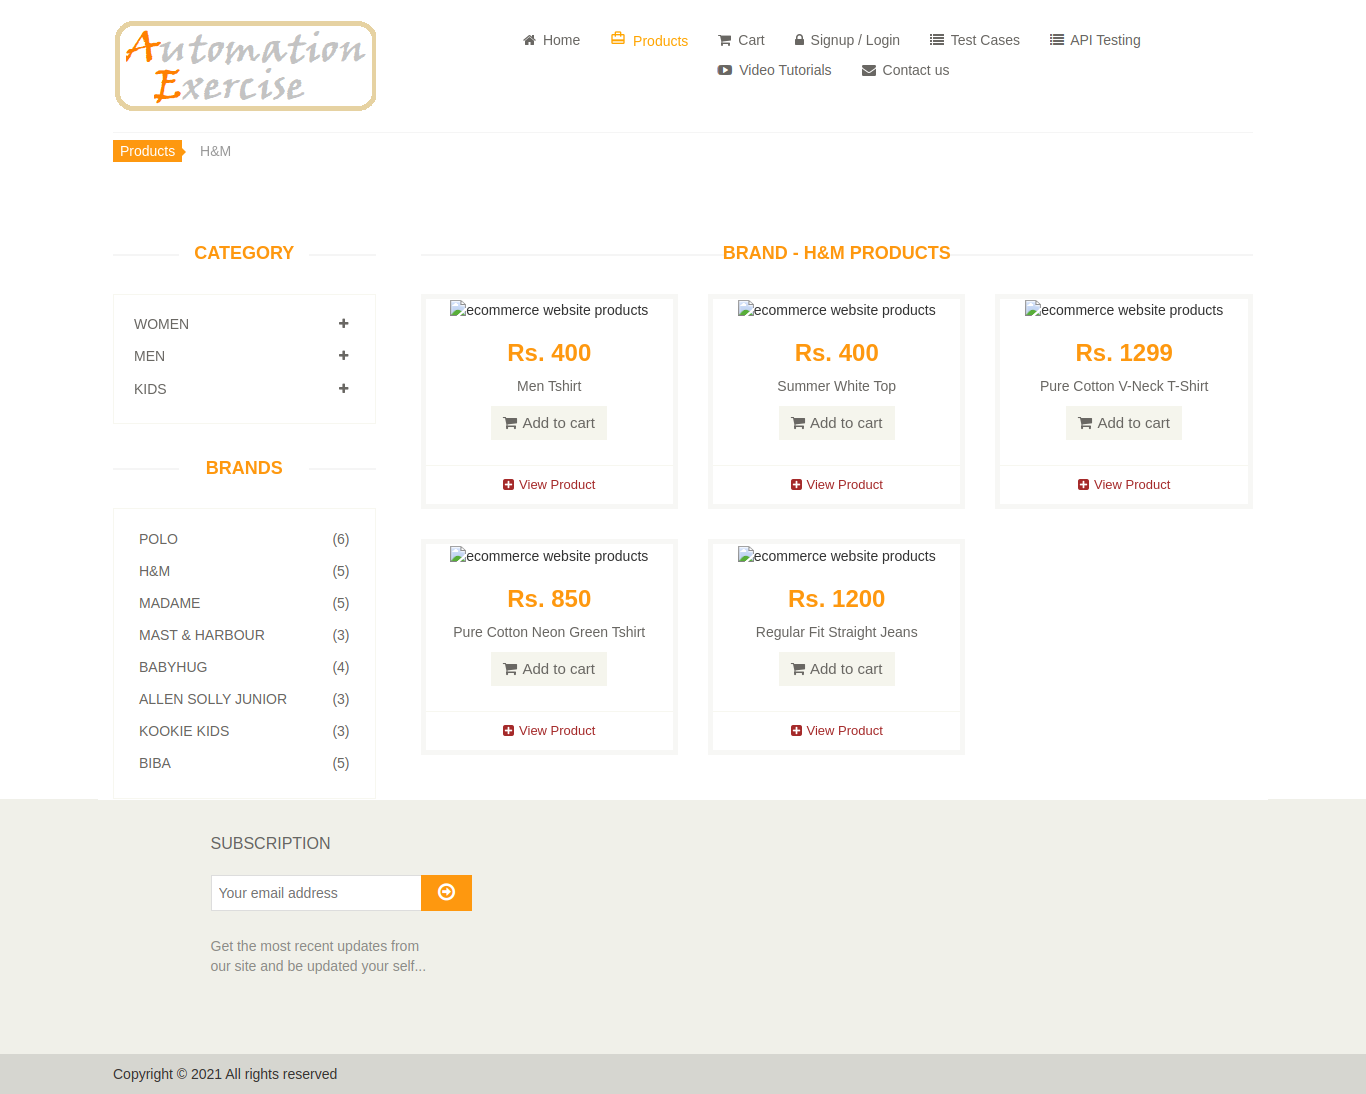 Automation
Exercise
Home Products Cart Signup / Login Test Cases API Testing
Video Tutorials Contact us
Products H&M
CATEGORY
WOMEN
MEN
KIDS
BRANDS
POLO (6)
H&M (5)
MADAME (5)
MAST & HARBOUR (3)
BABYHUG (4)
ALLEN SOLLY JUNIOR (3)
KOOKIE KIDS (3)
BIBA (5)
BRAND - H&M PRODUCTS
ecommerce website products
Rs. 400
Men Tshirt
Add to cart
View Product
ecommerce website products
Rs. 400
Summer White Top
Add to cart
View Product
ecommerce website products
Rs. 1299
Pure Cotton V-Neck T-Shirt
Add to cart
View Product
ecommerce website products
Rs. 850
Pure Cotton Neon Green Tshirt
Add to cart
View Product
ecommerce website products
Rs. 1200
Regular Fit Straight Jeans
Add to cart
View Product
SUBSCRIPTION
Your email address
Get the most recent updates from
our site and be updated your self...
Copyright © 2021 All rights reserved